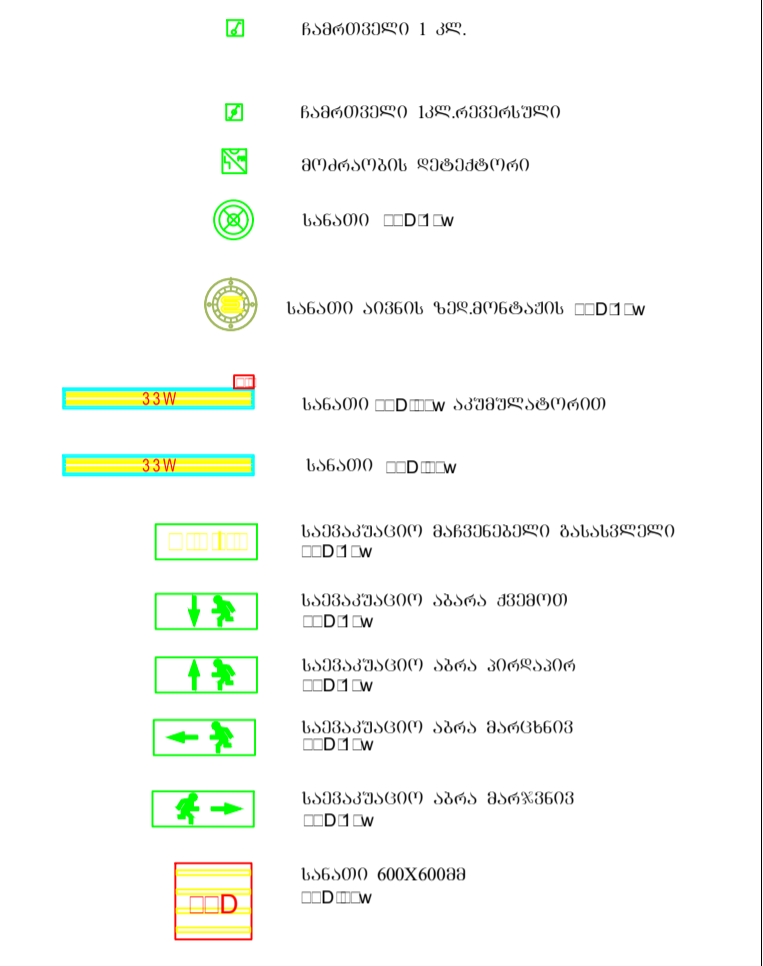 ჩამრთველი 1 კლ.
ჩამრთველი 1კლ.რევერსული
მოძრაობის დეტექტორი
სანათი □□D□1□w
სანათი აივნის ზედ.მონტაჟის □□D□1□w
33W
სანათი □□D□□□w აკუმულატორით
33W
სანათი □□D□□□w
საევაკუაციო მაჩვენებელი გასასვლელი
□□D□1□w
საევაკუაციო აბარა ქვემოთ
□□D□1□w
საევაკუაციო აბრა პირდაპირ
□□D□1□w
საევაკუაციო აბრა მარცხნივ
□□D□1□w
საევაკუაციო აბრა მარჯვნივ
□□D□1□w
სანათი 600X600მმ
□□D□□□w
□□D